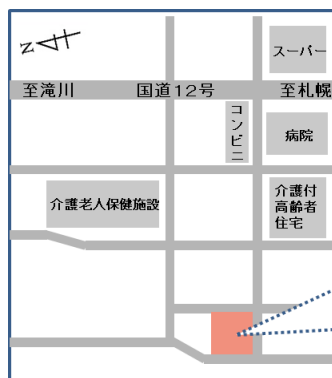 N
スーパー
至滝川
国道12号
至札幌
コンビニ
病院
介護老人保健施設
介護付
高齢者
住宅